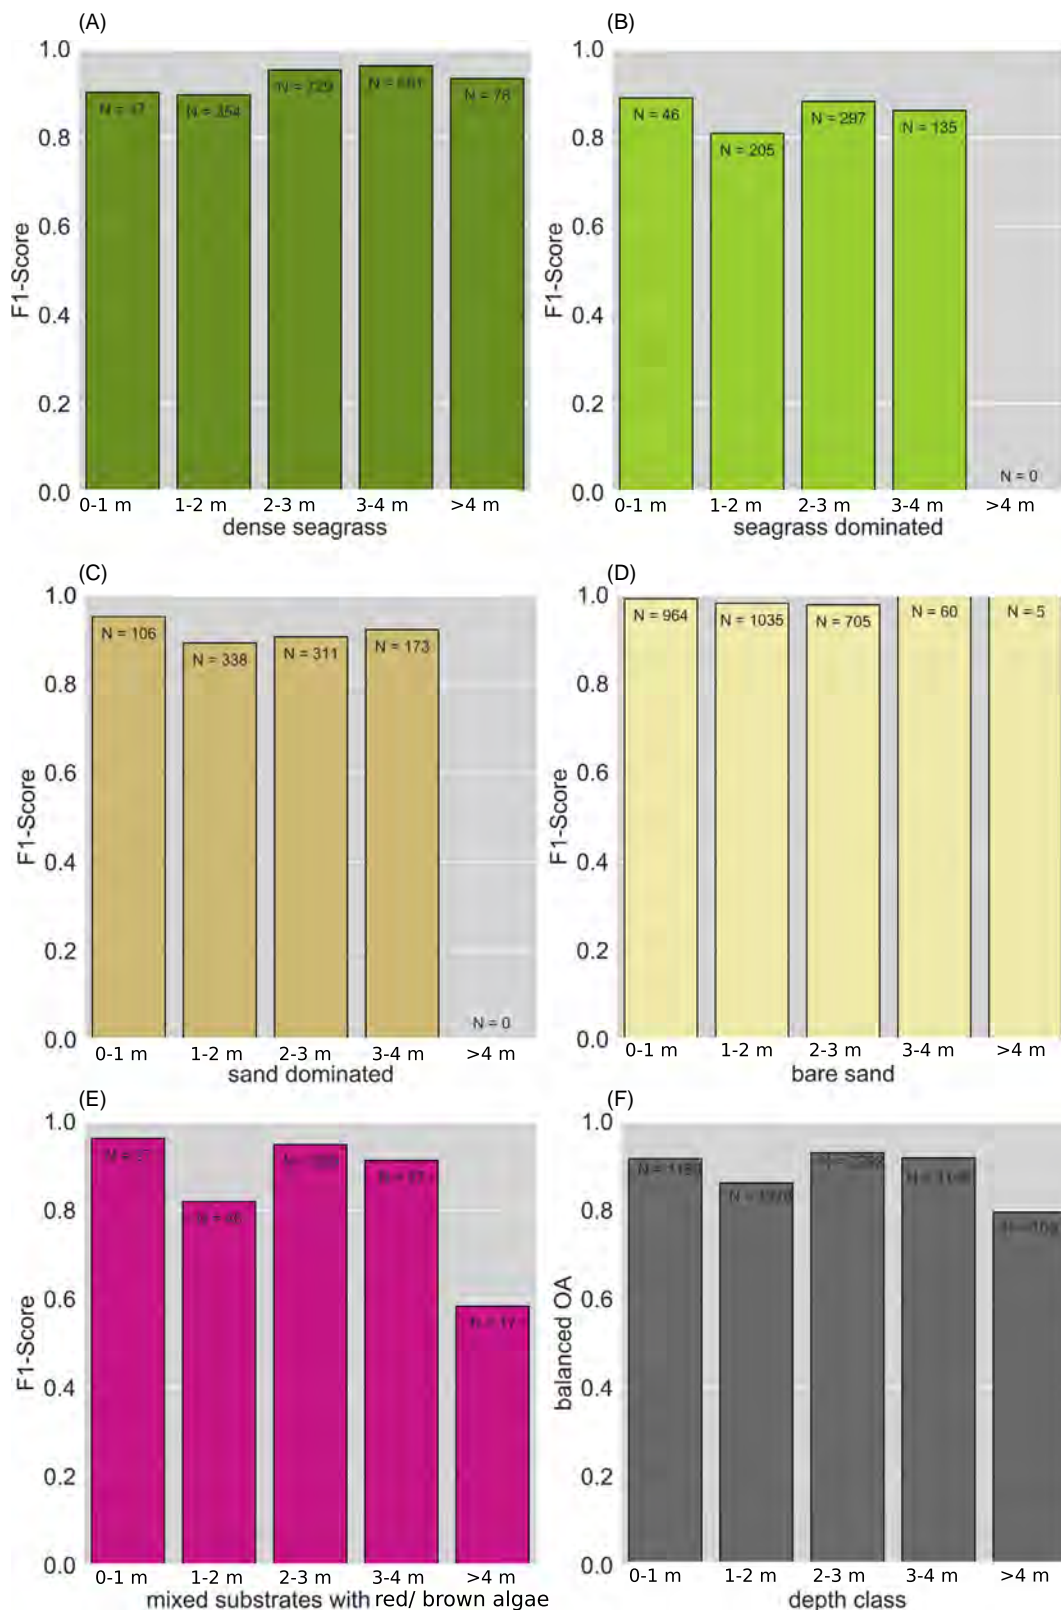 (A)
1.0
0.8
0.6
0.4
0.2
0.0
F1-Score
N = 47
N = 354
N = 729
N = 681
N = 78
0-1 m
1-2 m
2-3 m
3-4 m
>4 m
dense seagrass
(B)
1.0
0.8
0.6
0.4
0.2
0.0
F1-Score
N = 46
N = 205
N = 297
N = 135
N = 0
0-1 m
1-2 m
2-3 m
3-4 m
>4 m
seagrass dominated
(C)
1.0
0.8
0.6
0.4
0.2
0.0
F1-Score
N = 106
N = 338
N = 311
N = 173
N = 0
0-1 m
1-2 m
2-3 m
3-4 m
>4 m
sand dominated
(D)
1.0
0.8
0.6
0.4
0.2
0.0
F1-Score
N = 964
N = 1035
N = 705
N = 60
N = 5
0-1 m
1-2 m
2-3 m
3-4 m
>4 m
bare sand
(E)
1.0
0.8
0.6
0.4
0.2
0.0
F1-Score
N =
N =
N =
N =
N = 17
0-1 m
1-2 m
2-3 m
3-4 m
>4 m
mixed substrates with red/ brown algae
(F)
1.0
0.8
0.6
0.4
0.2
0.0
balanced OA
N =
N =
N =
N =
N =
0-1 m
1-2 m
2-3 m
3-4 m
>4 m
depth class